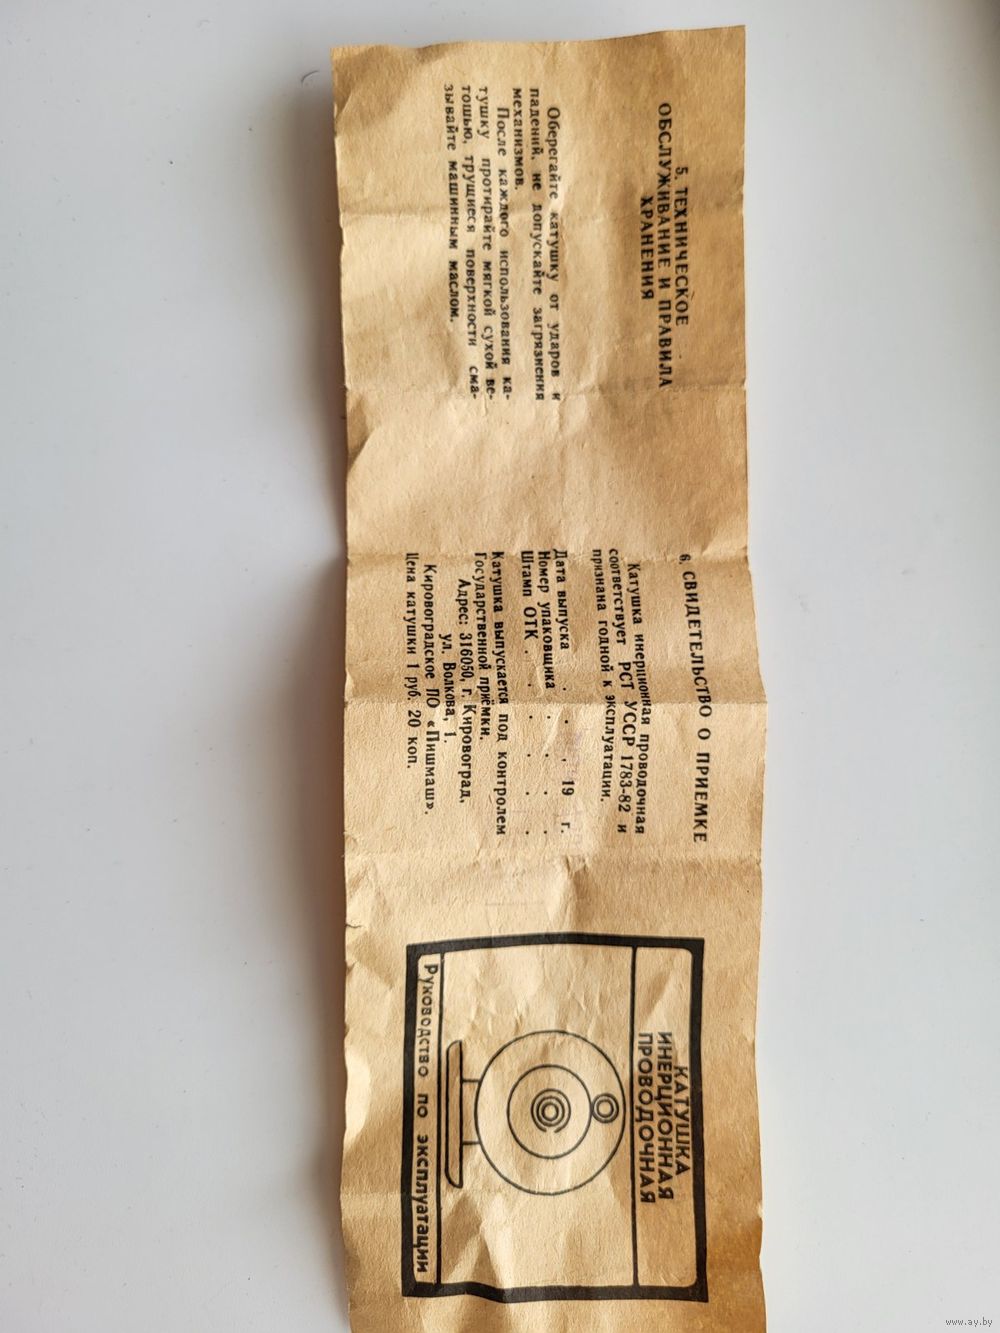 5. ТЕХНИЧЕСКОЕ
ОБСЛУЖИВАНИЕ И ПРАВИЛА
ХРАНЕНИЯ
Оберегайте катушку от ударов и
падений, не допускайте загрязнения
механизмов.
После каждого использования ка-
тушку протирайте мягкой сухой ве-
тошью, трущиеся поверхности сма-
зывайте машинным маслом.
6. СВИДЕТЕЛЬСТВО О ПРИЕМКЕ
Катушка инерционная проводочная
соответствует РСТ УССР 1783-82 и
признана годной к эксплуатации.
Дата выпуска . . . 19 г.
Номер упаковщика . . . .
Штамп ОТК . . . . . .
Катушка выпускается под контролем
Государственной приёмки.
Адрес: 316050, г. Кировоград,
ул. Волкова, 1.
Кировоградское ПО «Пишмаш».
Цена катушки 1 руб. 20 коп.
КАТУШКА
ИНЕРЦИОННАЯ
ПРОВОДОЧНАЯ
Руководство по эксплуатации
www.ay.by